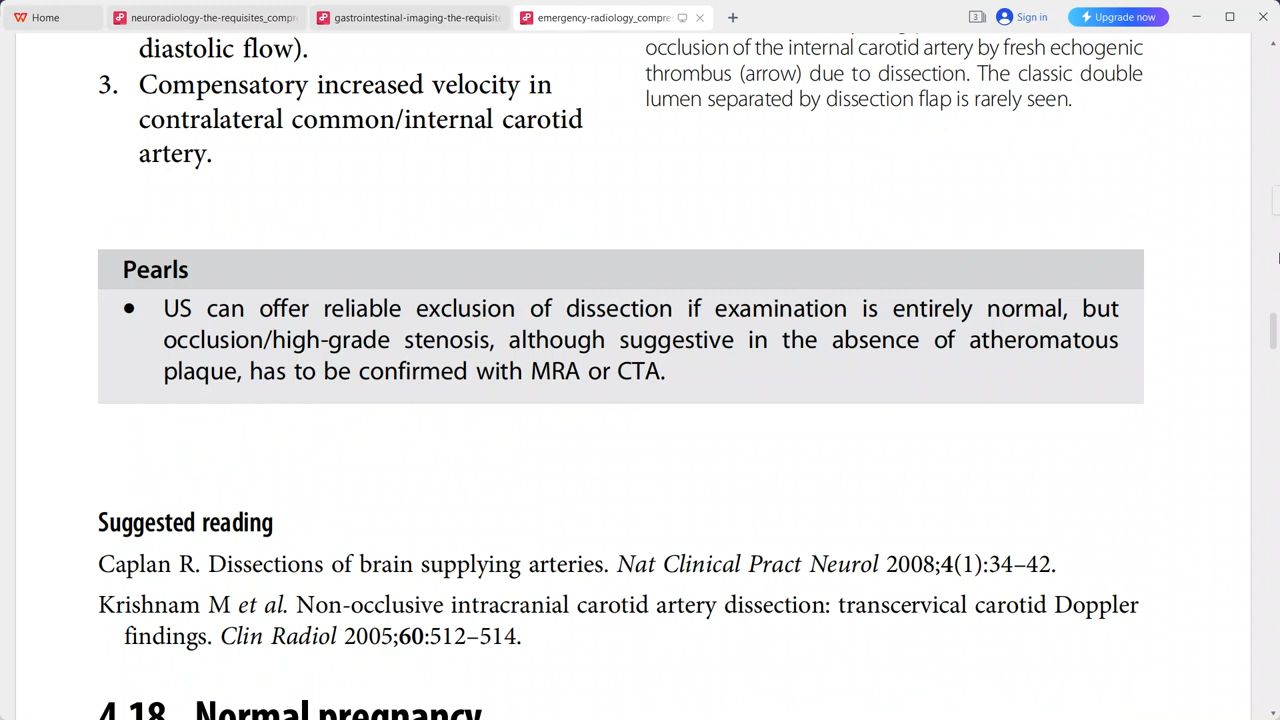 Home
neuroradiology-the-requisites_compre
gastrointestinal-imaging-the-requisite
emergency-radiology_compre
3
Sign in
Upgrade now
diastolic flow).
3. Compensatory increased velocity in
contralateral common/internal carotid
artery.
occlusion of the internal carotid artery by fresh echogenic
thrombus (arrow) due to dissection. The classic double
lumen separated by dissection flap is rarely seen.
Pearls
• US can offer reliable exclusion of dissection if examination is entirely normal, but
occlusion/high-grade stenosis, although suggestive in the absence of atheromatous
plaque, has to be confirmed with MRA or CTA.
Suggested reading
Caplan R. Dissections of brain supplying arteries. Nat Clinical Pract Neurol 2008;4(1):34–42.
Krishnam M et al. Non-occlusive intracranial carotid artery dissection: transcervical carotid Doppler
findings. Clin Radiol 2005;60:512–514.
4.18 Normal pregnancy